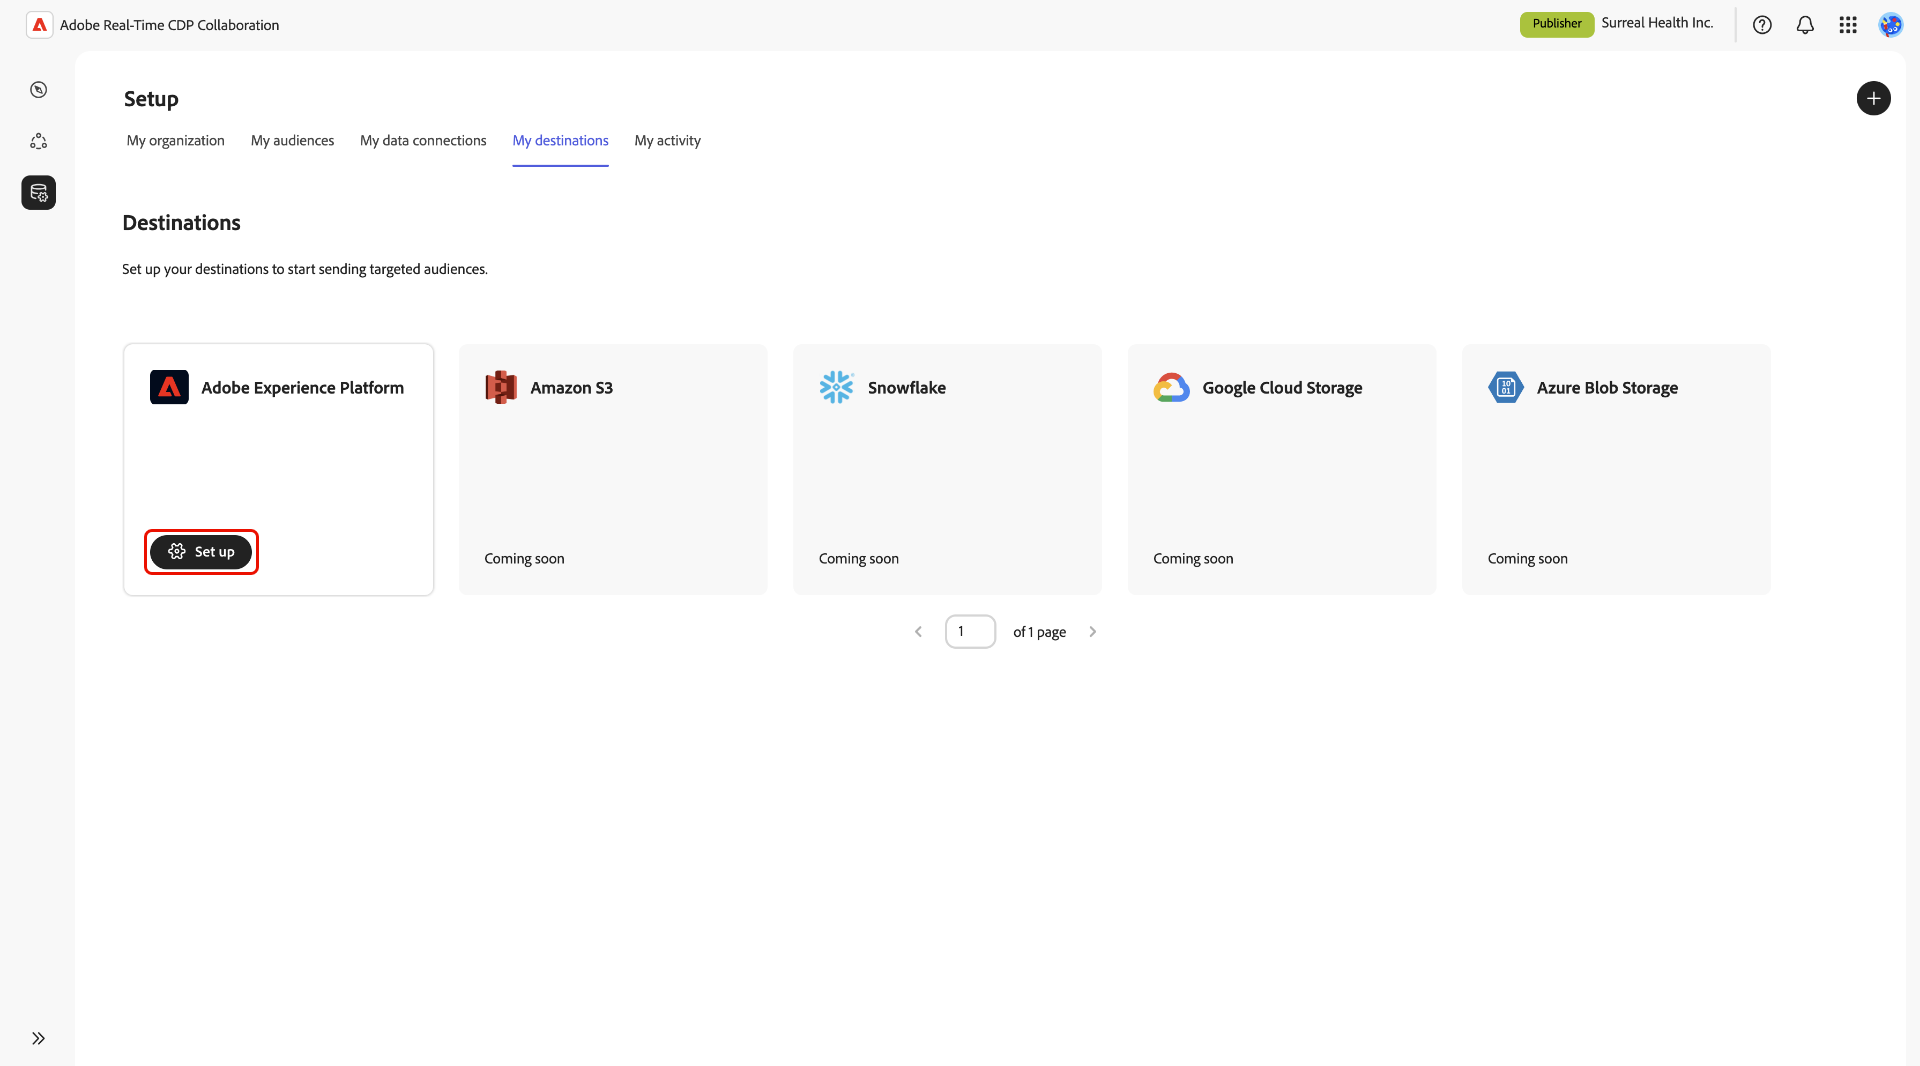 Adobe Real-Time CDP Collaboration
Publisher
Surreal Health Inc.
Setup
My organization
My audiences
My data connections
My destinations
My activity
Destinations
Set up your destinations to start sending targeted audiences.
Adobe Experience Platform
Set up
Amazon S3
Coming soon
Snowflake
Coming soon
Google Cloud Storage
Coming soon
10
01
Azure Blob Storage
Coming soon
1
of 1 page